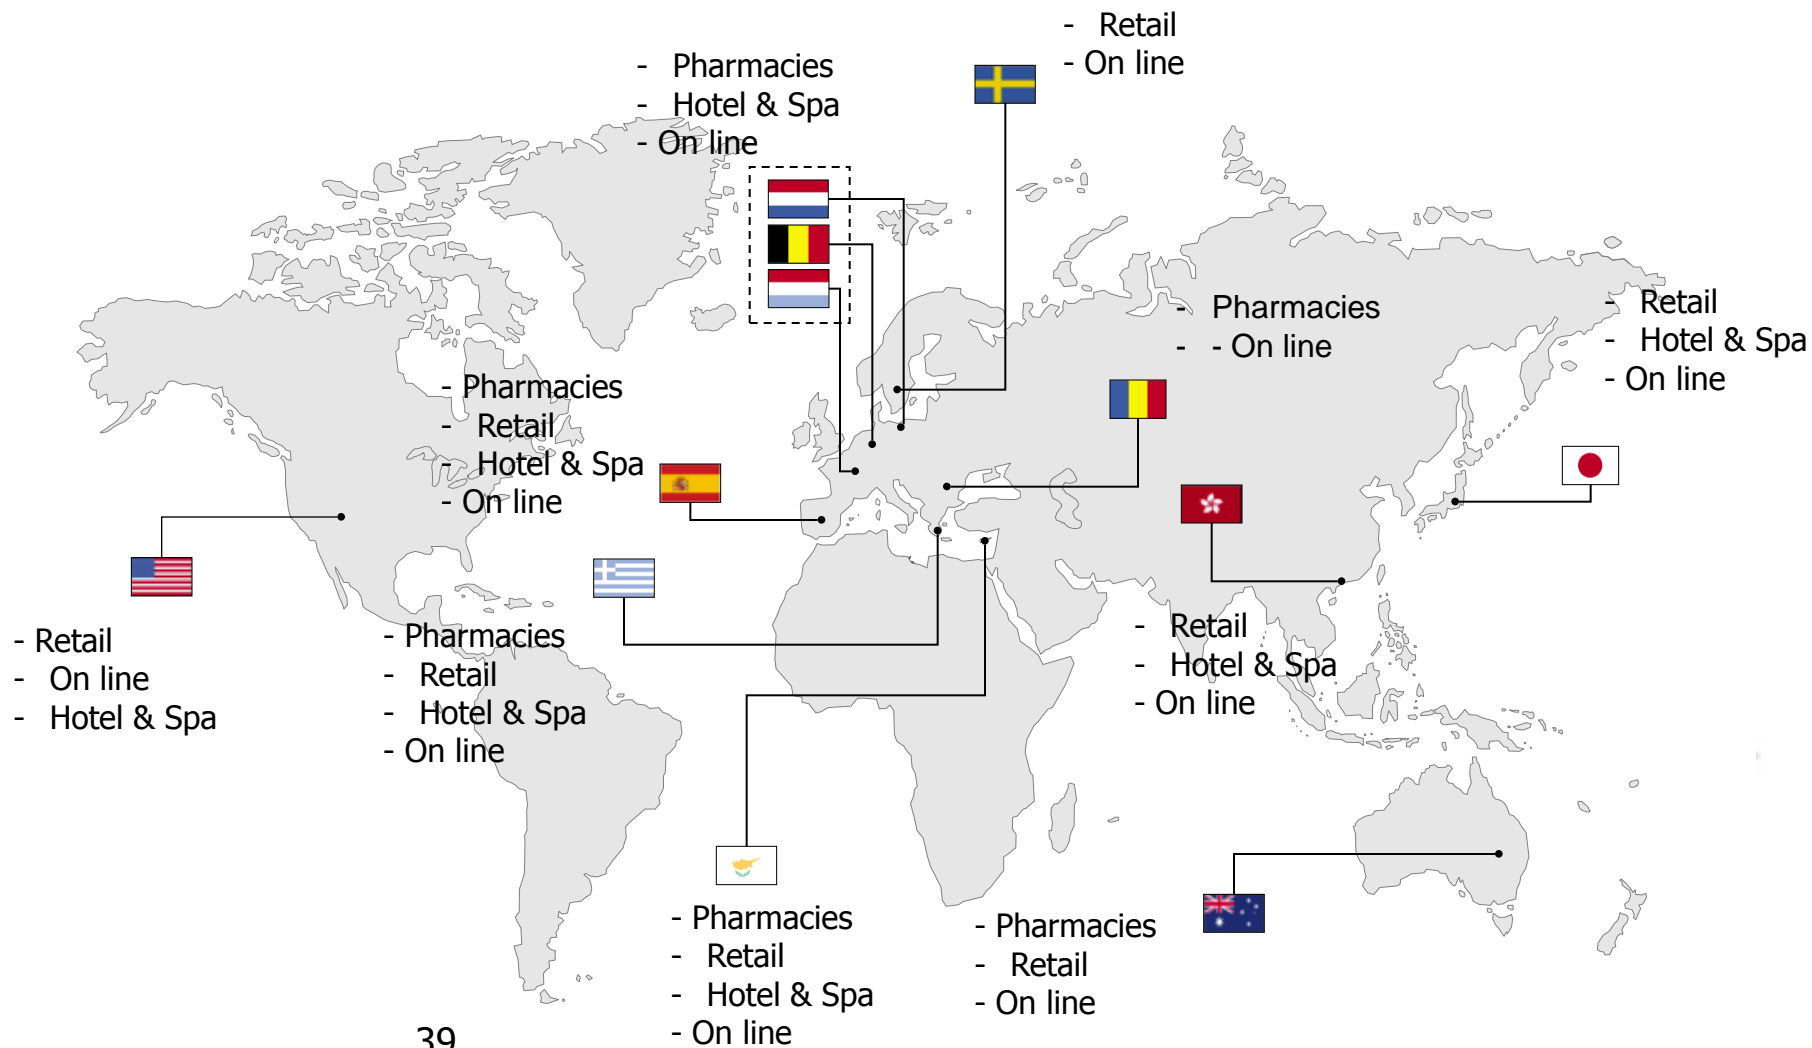 - Retail
- On line
- Pharmacies
- Hotel & Spa
- On line
- Pharmacies
- - On line
- Retail
- Hotel & Spa
- On line
- Pharmacies
- Retail
- Hotel & Spa
- On line
- Retail
- On line
- Hotel & Spa
- Pharmacies
- Retail
- Hotel & Spa
- On line
- Retail
- Hotel & Spa
- On line
- Pharmacies
- Retail
- Hotel & Spa
- On line
- Pharmacies
- Retail
- On line
39